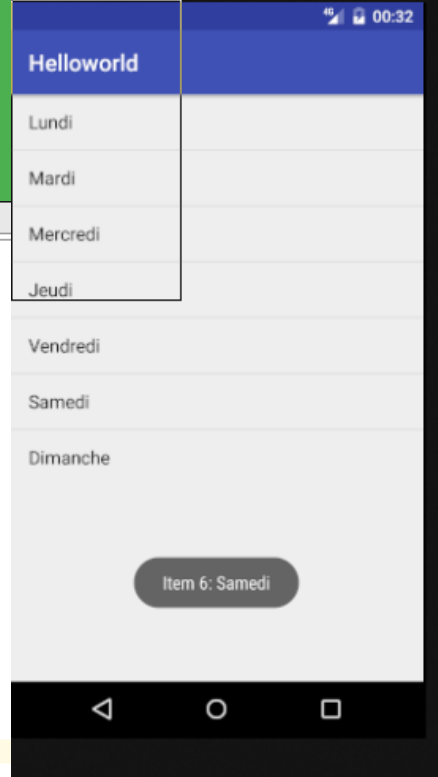 4G 00:32
Helloworld
Lundi
Mardi
Mercredi
Jeudi
Vendredi
Samedi
Dimanche
Item 6: Samedi